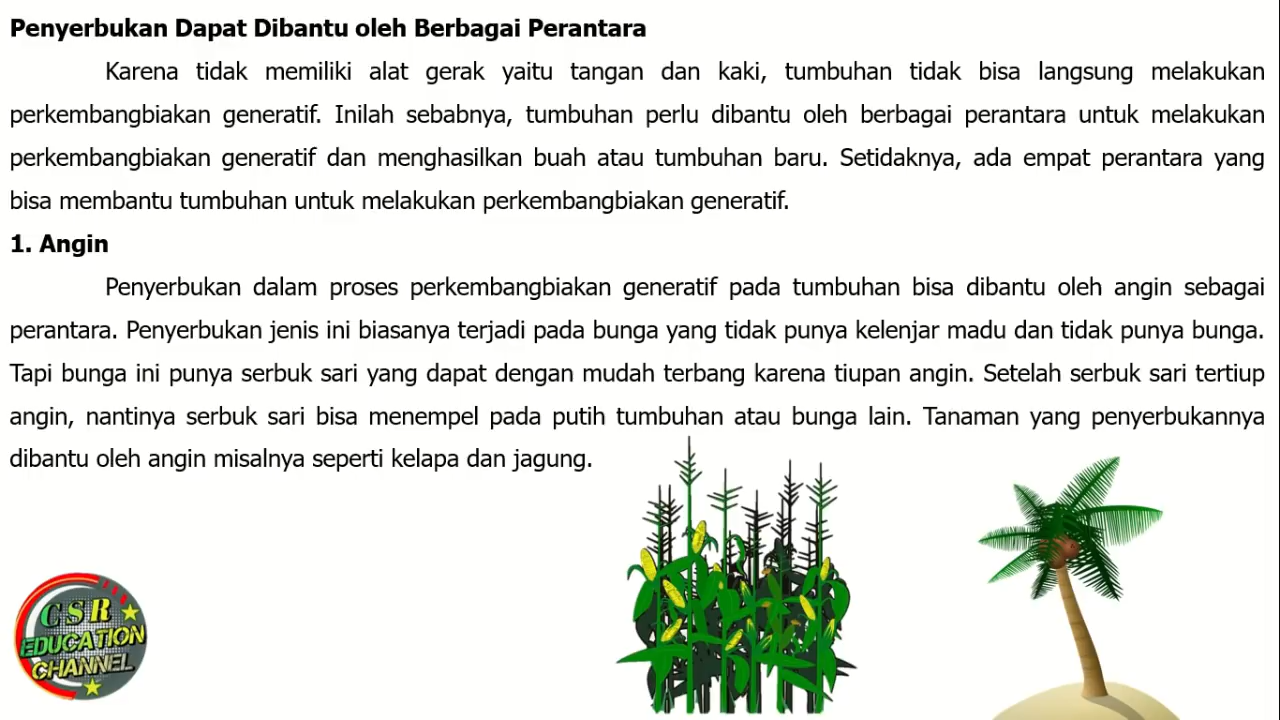 Penyerbukan Dapat Dibantu oleh Berbagai Perantara
Karena tidak memiliki alat gerak yaitu tangan dan kaki, tumbuhan tidak bisa langsung melakukan
perkembangbiakan generatif. Inilah sebabnya, tumbuhan perlu dibantu oleh berbagai perantara untuk melakukan
perkembangbiakan generatif dan menghasilkan buah atau tumbuhan baru. Setidaknya, ada empat perantara yang
bisa membantu tumbuhan untuk melakukan perkembangbiakan generatif.
1. Angin
Penyerbukan dalam proses perkembangbiakan generatif pada tumbuhan bisa dibantu oleh angin sebagai
perantara. Penyerbukan jenis ini biasanya terjadi pada bunga yang tidak punya kelenjar madu dan tidak punya bunga.
Tapi bunga ini punya serbuk sari yang dapat dengan mudah terbang karena tiupan angin. Setelah serbuk sari tertiup
angin, nantinya serbuk sari bisa menempel pada putih tumbuhan atau bunga lain. Tanaman yang penyerbukannya
dibantu oleh angin misalnya seperti kelapa dan jagung.
CSR
EDUCATION
CHANNEL